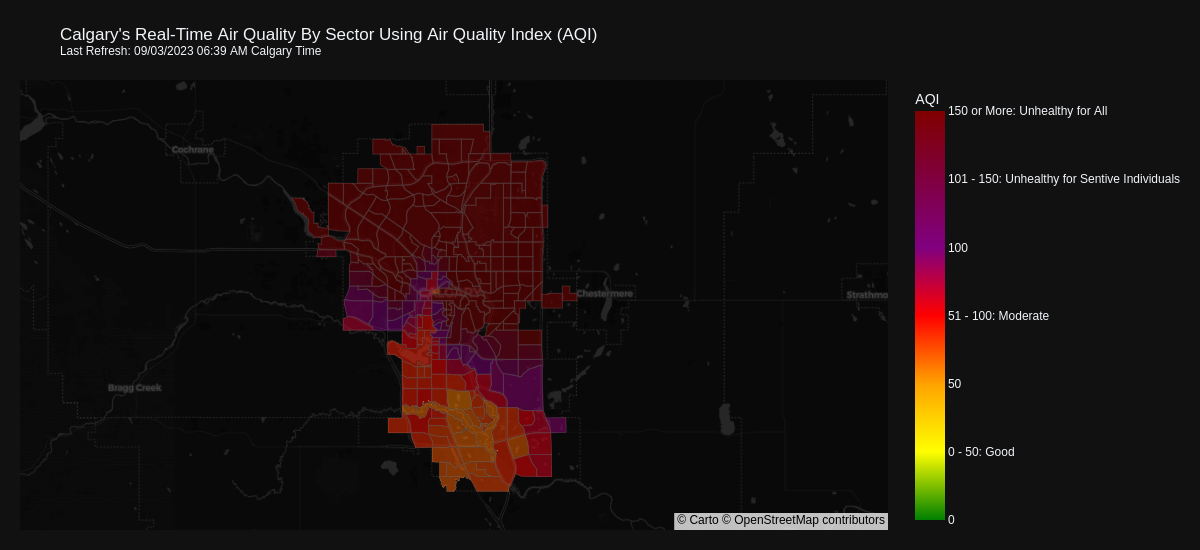 Calgary's Real-Time Air Quality By Sector Using Air Quality Index (AQI)
Last Refresh: 09/03/2023 06:39 AM Calgary Time
AQI
150 or More: Unhealthy for All
Cochrane
101 - 150: Unhealthy for Sentive Individuals
100
Chestermere
Strathmo
51 - 100: Moderate
50
Bragg Creek
0 - 50: Good
© Carto © OpenStreetMap contributors
0